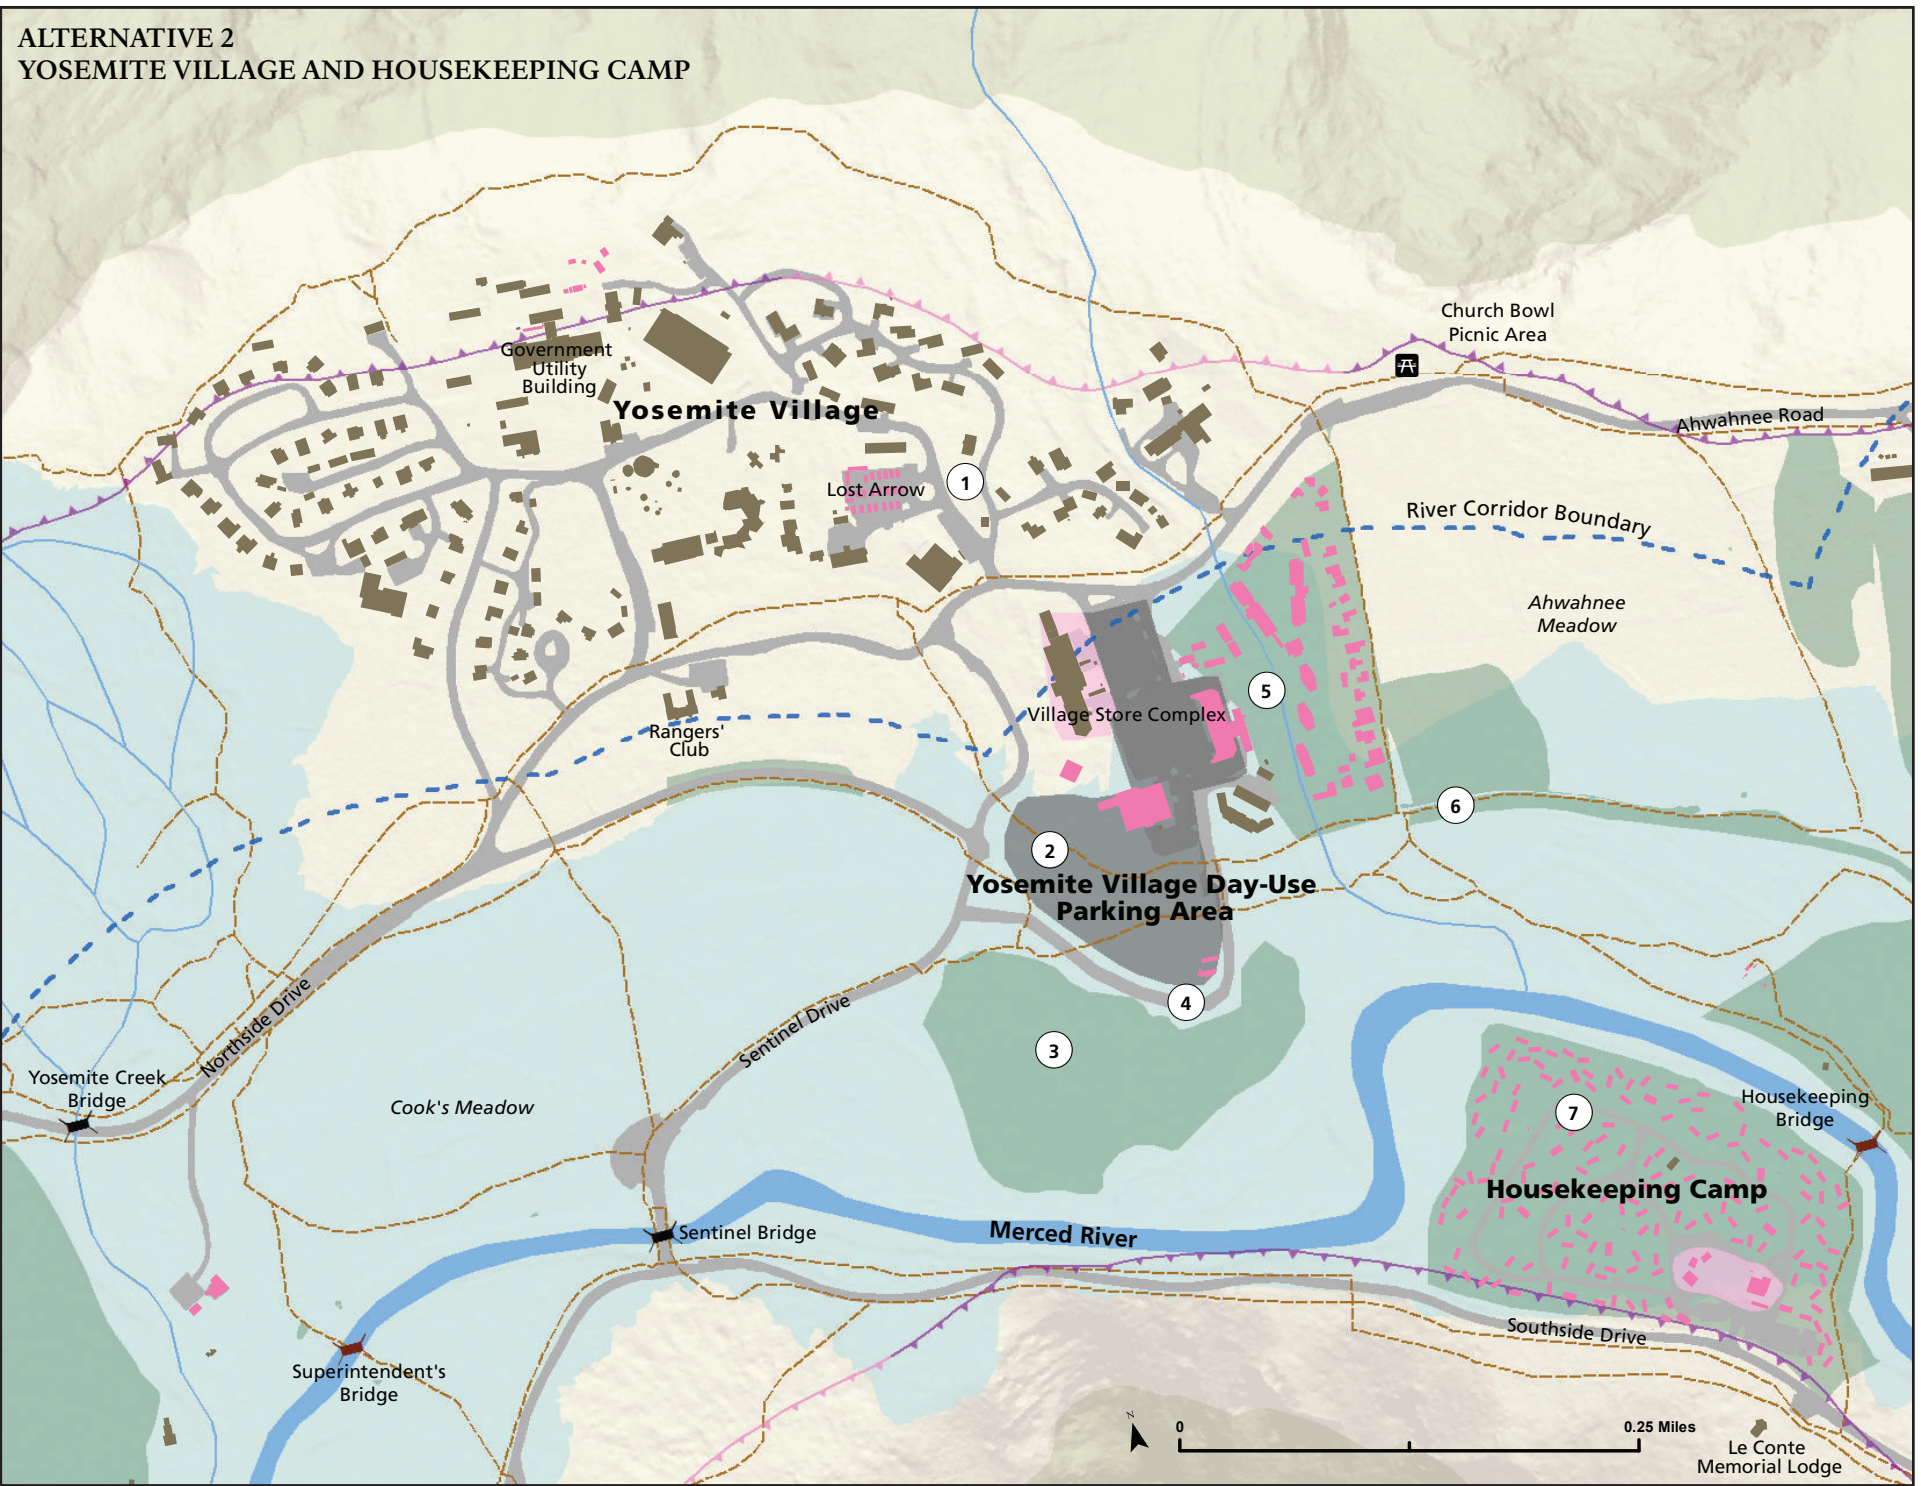 ALTERNATIVE 2
YOSEMITE VILLAGE AND HOUSEKEEPING CAMP
Church Bowl
Picnic Area
Government
Utility
Building
Yosemite Village
Ahwahnee Road
Lost Arrow
1
River Corridor Boundary
Ahwahnee
Meadow
5
Village Store Complex
Rangers'
Club
6
2
Yosemite Village Day-Use
Parking Area
4
3
Northside Drive
Sentinel Drive
Yosemite Creek
Bridge
Cook's Meadow
7
Housekeeping
Bridge
Housekeeping Camp
Sentinel Bridge
Merced River
Southside Drive
Superintendent's
Bridge
N
0
0.25 Miles
Le Conte
Memorial Lodge